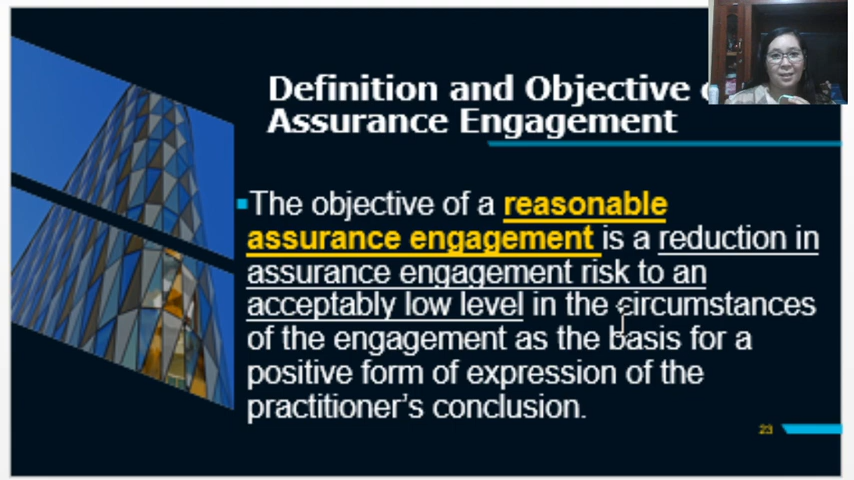 Definition and Objective
Assurance Engagement
The objective of a reasonable
assurance engagement is a reduction in
assurance engagement risk to an
acceptably low level in the circumstances
of the engagement as the basis for a
positive form of expression of the
practitioner's conclusion.
23